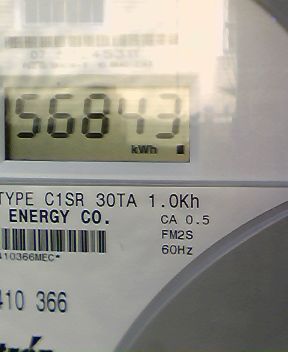 56843
kWh
TYPE C1SR 30TA 1.0Kh
ENERGY CO.
CA 0.5
FM2S
60Hz
410366MEC*
410 366